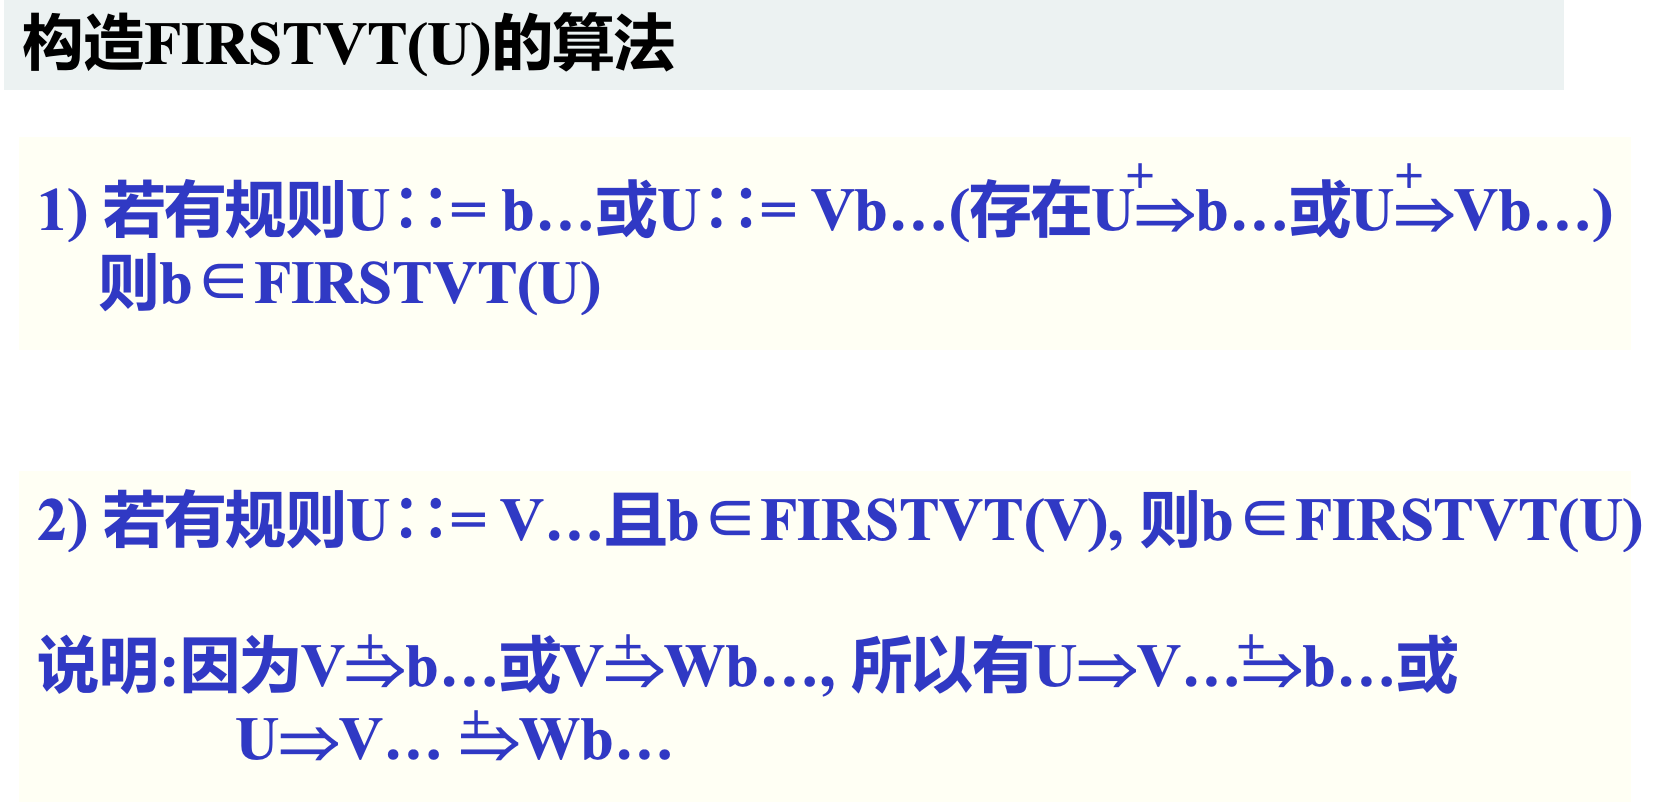 构造FIRSTVT(U)的算法
1) 若有规则U∷= b…或U∷= Vb…(存在U+⇒b…或U+⇒Vb…)
则b∈FIRSTVT(U)
2) 若有规则U∷= V…且b∈FIRSTVT(V), 则b∈FIRSTVT(U)
说明:因为V+⇒b…或V+⇒Wb…, 所以有U⇒V…+⇒b…或
U⇒V… +⇒Wb…